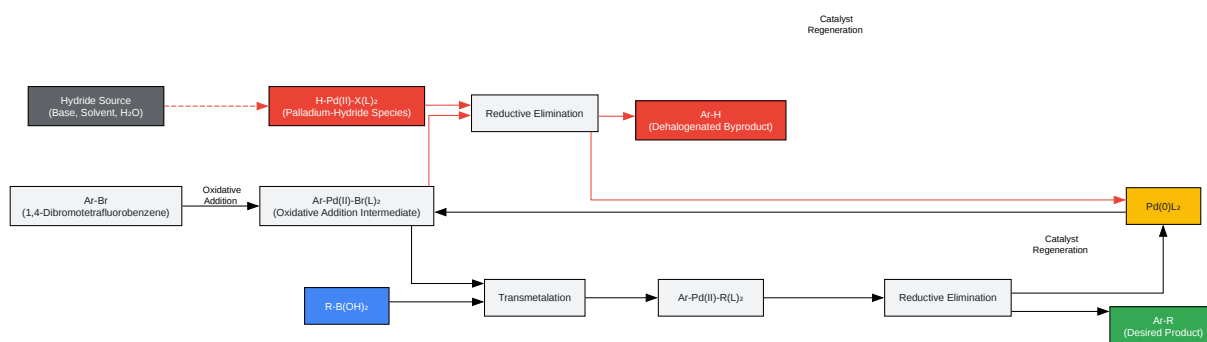 Catalyst
Regeneration
Hydride Source
(Base, Solvent, H₂O)
H-Pd(II)-X(L)₂
(Palladium-Hydride Species)
Reductive Elimination
Ar-H
(Dehalogenated Byproduct)
Ar-Br
(1,4-Dibromotetrafluorobenzene)
Oxidative
Addition
Ar-Pd(II)-Br(L)₂
(Oxidative Addition Intermediate)
Pd(0)L₂
Catalyst
Regeneration
R-B(OH)₂
Transmetalation
Ar-Pd(II)-R(L)₂
Reductive Elimination
Ar-R
(Desired Product)